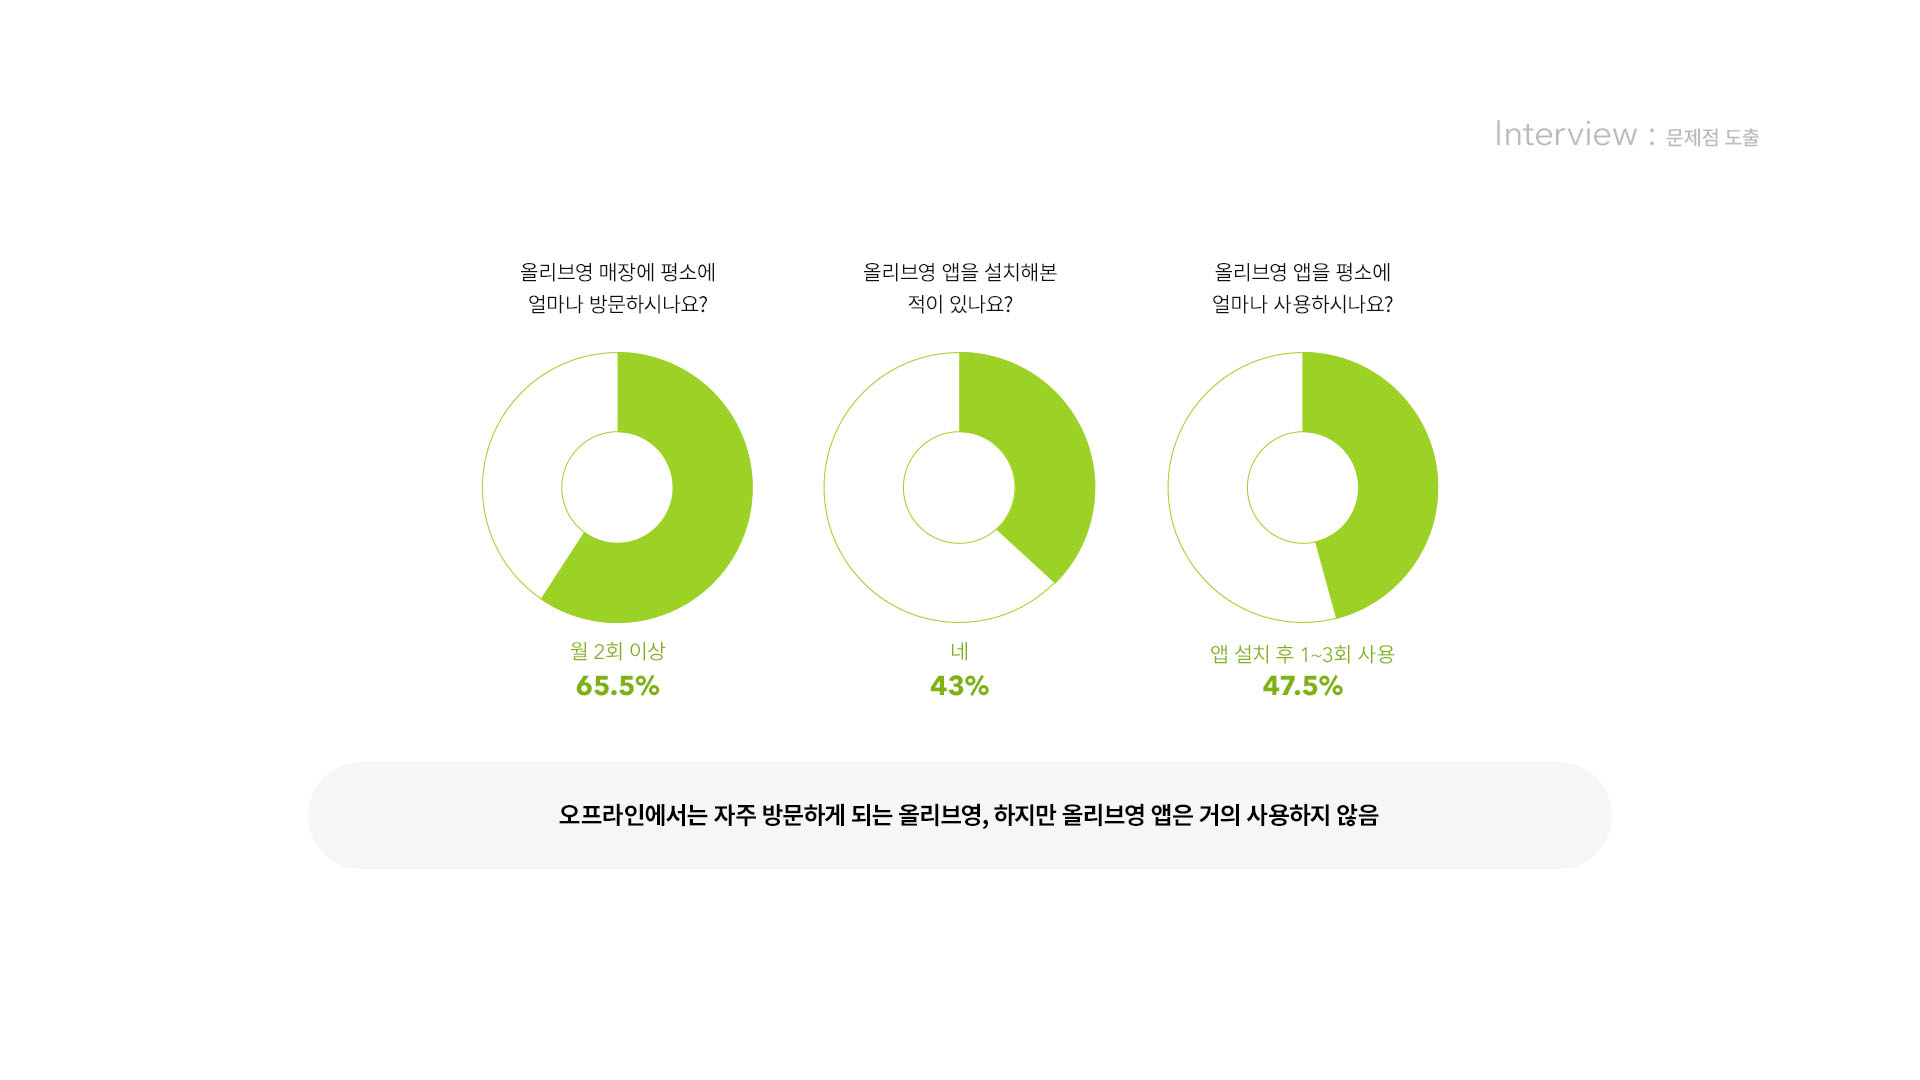 Interview : 문제점 도출
올리브영 매장에 평소에
얼마나 방문하시나요?
월 2회 이상
65.5%
올리브영 앱을 설치해본
적이 있나요?
네
43%
올리브영 앱을 평소에
얼마나 사용하시나요?
앱 설치 후 1~3회 사용
47.5%
오프라인에서는 자주 방문하게 되는 올리브영, 하지만 올리브영 앱은 거의 사용하지 않음